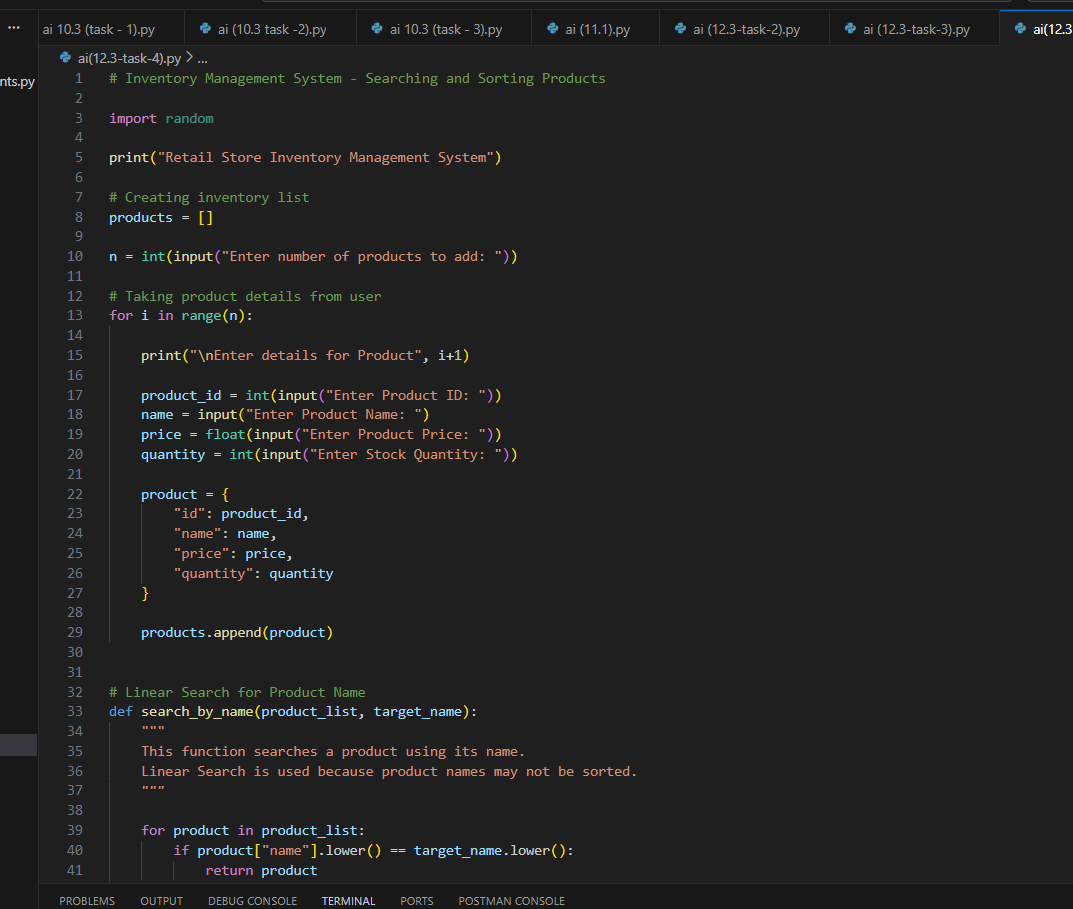 ai 10.3 (task - 1).py
ai (10.3 task -2).py
ai 10.3 (task - 3).py
ai (11.1).py
ai (12.3-task-2).py
ai (12.3-task-3).py
ai(12.3
nts.py
ai(12.3-task-4).py > ...
1 # Inventory Management System - Searching and Sorting Products
2
3 import random
4
5 print("Retail Store Inventory Management System")
6
7 # Creating inventory list
8 products = []
9
10 n = int(input("Enter number of products to add: "))
11
12 # Taking product details from user
13 for i in range(n):
14
15     print("\nEnter details for Product", i+1)
16
17     product_id = int(input("Enter Product ID: "))
18     name = input("Enter Product Name: ")
19     price = float(input("Enter Product Price: "))
20     quantity = int(input("Enter Stock Quantity: "))
21
22     product = {
23         "id": product_id,
24         "name": name,
25         "price": price,
26         "quantity": quantity
27     }
28
29     products.append(product)
30
31
32 # Linear Search for Product Name
33 def search_by_name(product_list, target_name):
34     """
35     This function searches a product using its name.
36     Linear Search is used because product names may not be sorted.
37     """
38
39     for product in product_list:
40         if product["name"].lower() == target_name.lower():
41             return product
PROBLEMS OUTPUT DEBUG CONSOLE TERMINAL PORTS POSTMAN CONSOLE